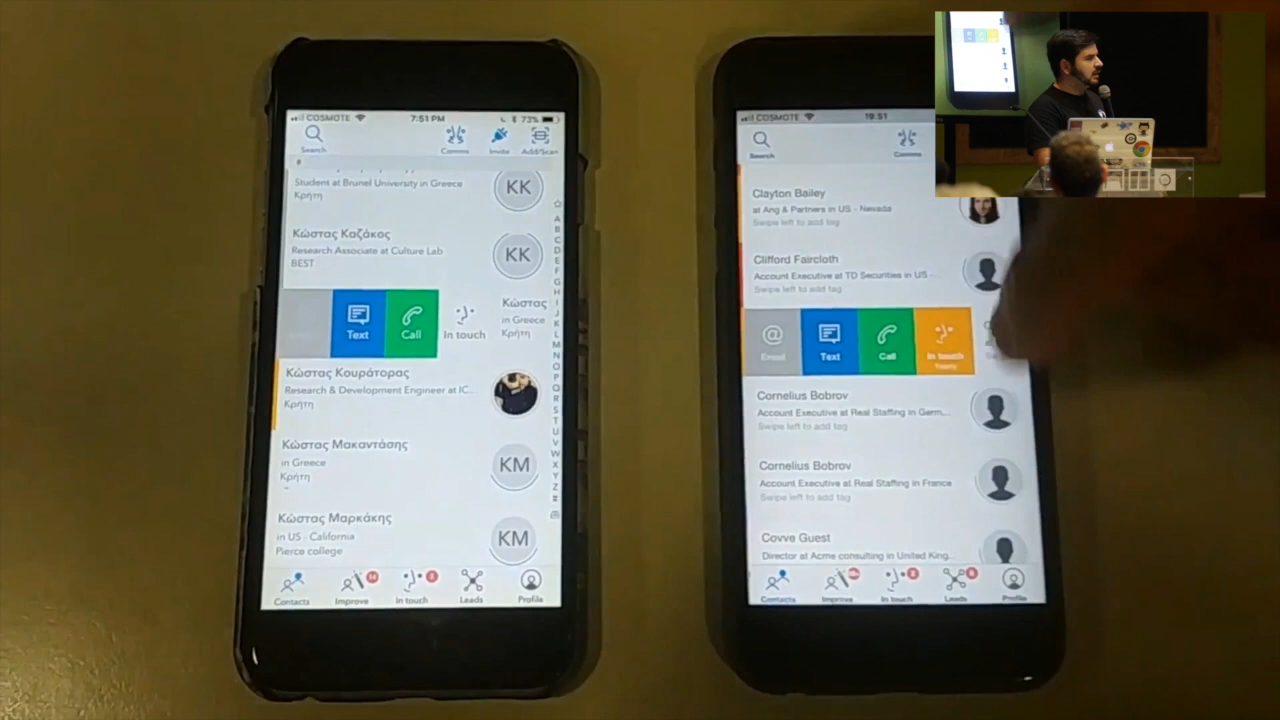 COSMOTE
7:51 PM
73%
Search
Comms
Invite
Add/Scan
#
Student at Brunel University in Greece
Κρήτη
KK
Κώστας Καζάκος
Research Associate at Culture Lab
BEST
KK
Text
Call
In touch
Κώστας
in Greece
Κρήτη
Κώστας Κουράτορας
Research & Development Engineer at IC...
Κρήτη
Κώστας Μακαντάσης
in Greece
Κρήτη
KM
Κώστας Μαρκάκης
in US - California
Pierce college
KM
A
B
C
D
E
F
G
H
I
J
K
L
M
N
O
P
Q
R
S
T
U
V
W
X
Y
Z
#
Contacts
Improve
14
In touch
Leads
Profile
COSMOTE
19:51
Search
Comms
Clayton Bailey
at Ang & Partners in US - Nevada
Swipe left to add tag
Clifford Faircloth
Account Executive at TD Securities in US - ...
Swipe left to add tag
@
Email
Text
Call
In touch
Yearly
Cornelius Bobrov
Account Executive at Real Staffing in Germ...
Swipe left to add tag
Cornelius Bobrov
Account Executive at Real Staffing in France
Swipe left to add tag
Covve Guest
Director at Acme consulting in United King...
Contacts
Improve
In touch
Leads
Profile